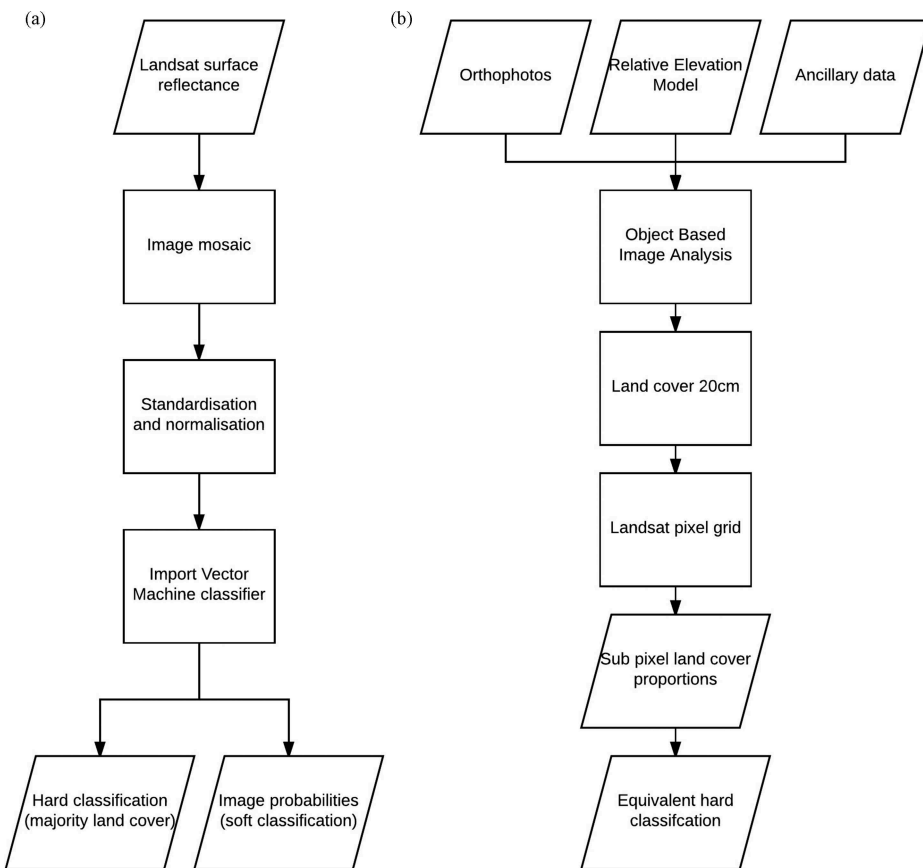 (a)
Landsat surface
reflectance
Image mosaic
Standardisation
and normalisation
Import Vector
Machine classifier
Hard classification
(majority land cover)
Image probabilities
(soft classification)
(b)
Orthophotos
Relative Elevation
Model
Ancillary data
Object Based
Image Analysis
Land cover 20cm
Landsat pixel grid
Sub pixel land cover
proportions
Equivalent hard
classifcation